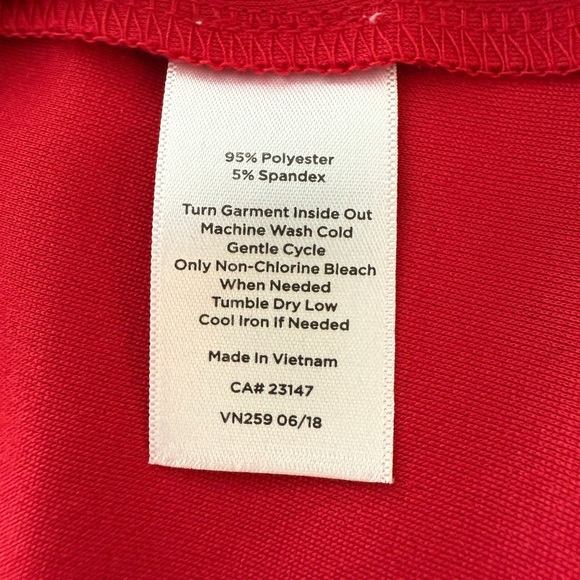 95% Polyester
5% Spandex
Turn Garment Inside Out
Machine Wash Cold
Gentle Cycle
Only Non-Chlorine Bleach
When Needed
Tumble Dry Low
Cool Iron If Needed
Made In Vietnam
CA# 23147
VN259 06/18